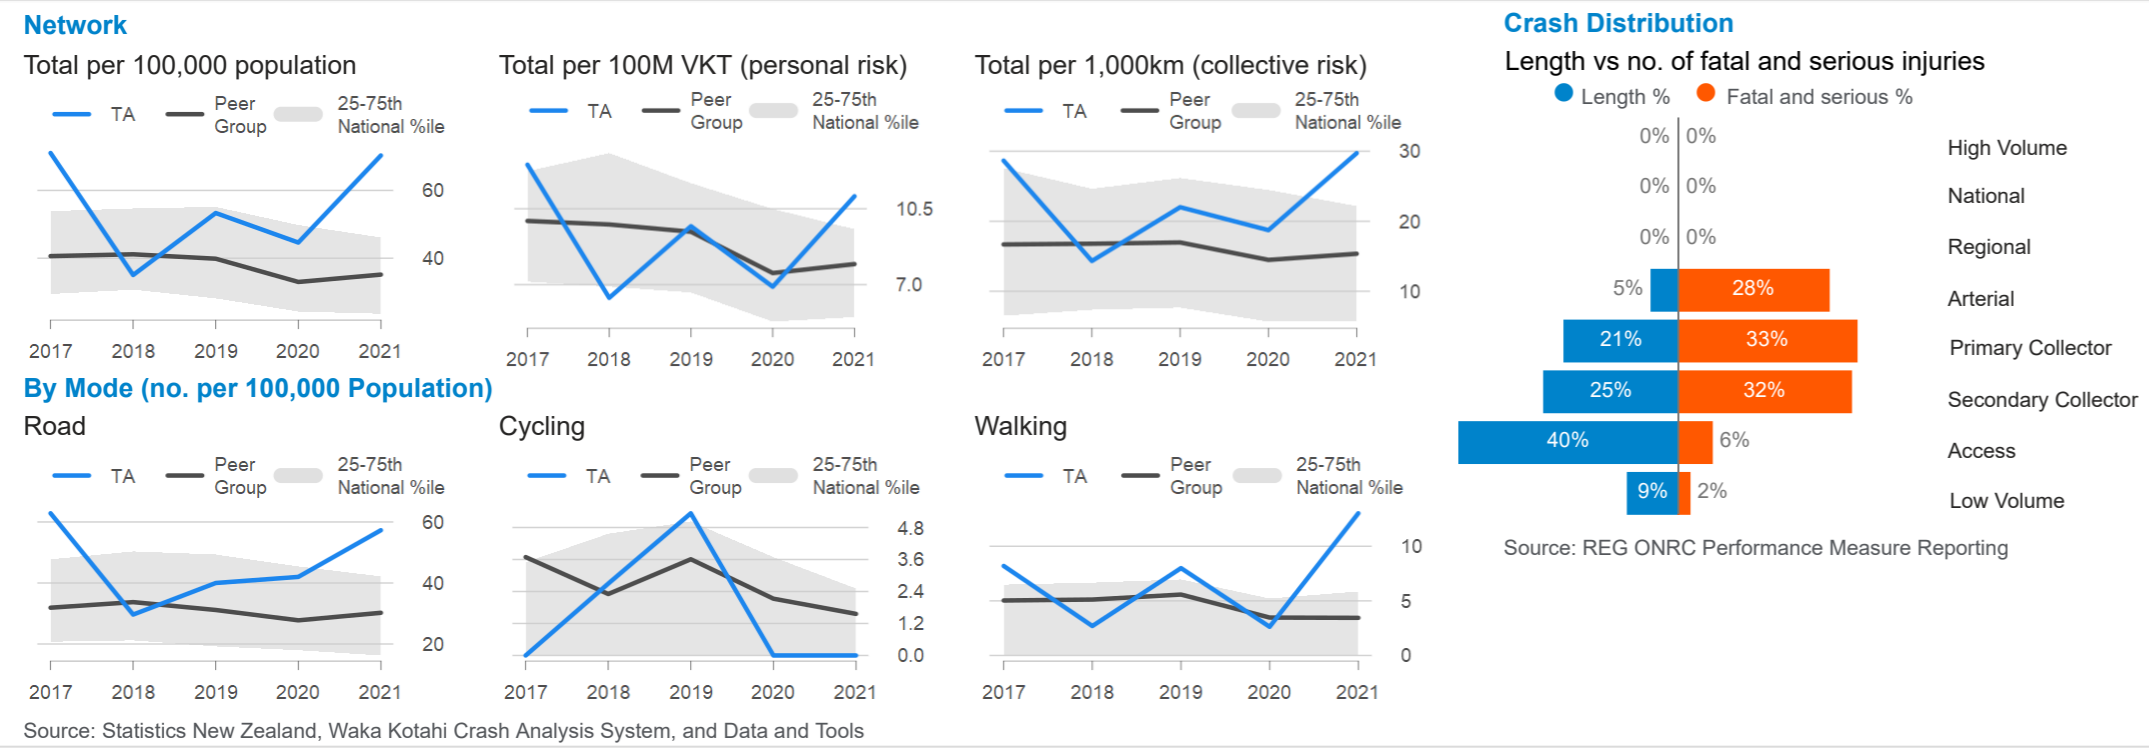 Network
Total per 100,000 population
TA
Peer Group
25-75th National %ile
60
40
2017 2018 2019 2020 2021
Total per 100M VKT (personal risk)
TA
Peer Group
25-75th National %ile
10.5
7.0
2017 2018 2019 2020 2021
Total per 1,000km (collective risk)
TA
Peer Group
25-75th National %ile
30
20
10
2017 2018 2019 2020 2021
By Mode (no. per 100,000 Population)
Road
TA
Peer Group
25-75th National %ile
60
40
20
2017 2018 2019 2020 2021
Cycling
TA
Peer Group
25-75th National %ile
4.8
3.6
2.4
1.2
0.0
2017 2018 2019 2020 2021
Walking
TA
Peer Group
25-75th National %ile
10
5
0
2017 2018 2019 2020 2021
Source: Statistics New Zealand, Waka Kotahi Crash Analysis System, and Data and Tools
Crash Distribution
Length vs no. of fatal and serious injuries
Length % Fatal and serious %
0% 0% High Volume
0% 0% National
0% 0% Regional
5% 28% Arterial
21% 33% Primary Collector
25% 32% Secondary Collector
40% 6% Access
9% 2% Low Volume
Source: REG ONRC Performance Measure Reporting